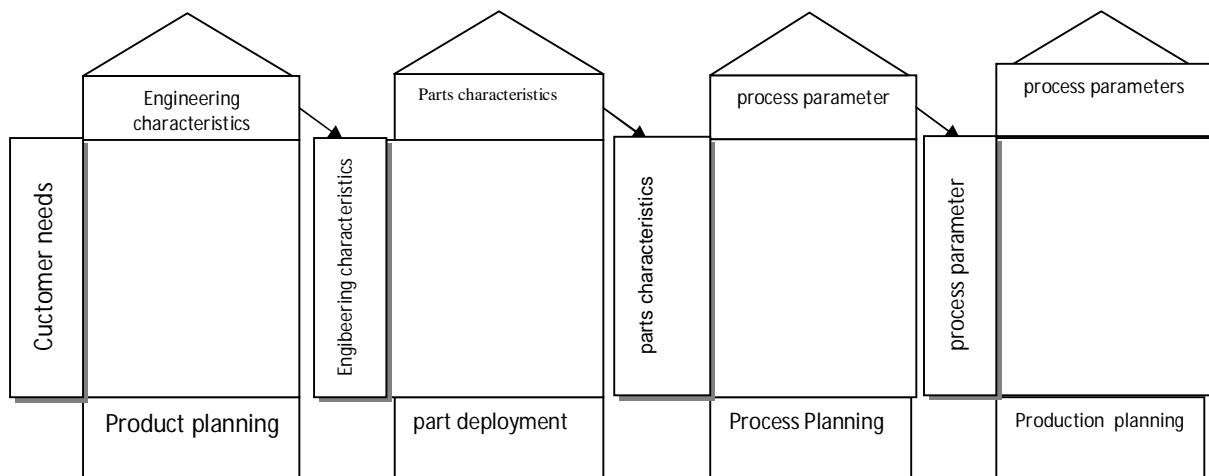 Engineering
characteristics
Cuctomer needs
Product planning
Parts characteristics
Engibeering characteristics
part deployment
process parameter
parts characteristics
Process Planning
process parameters
process parameter
Production planning